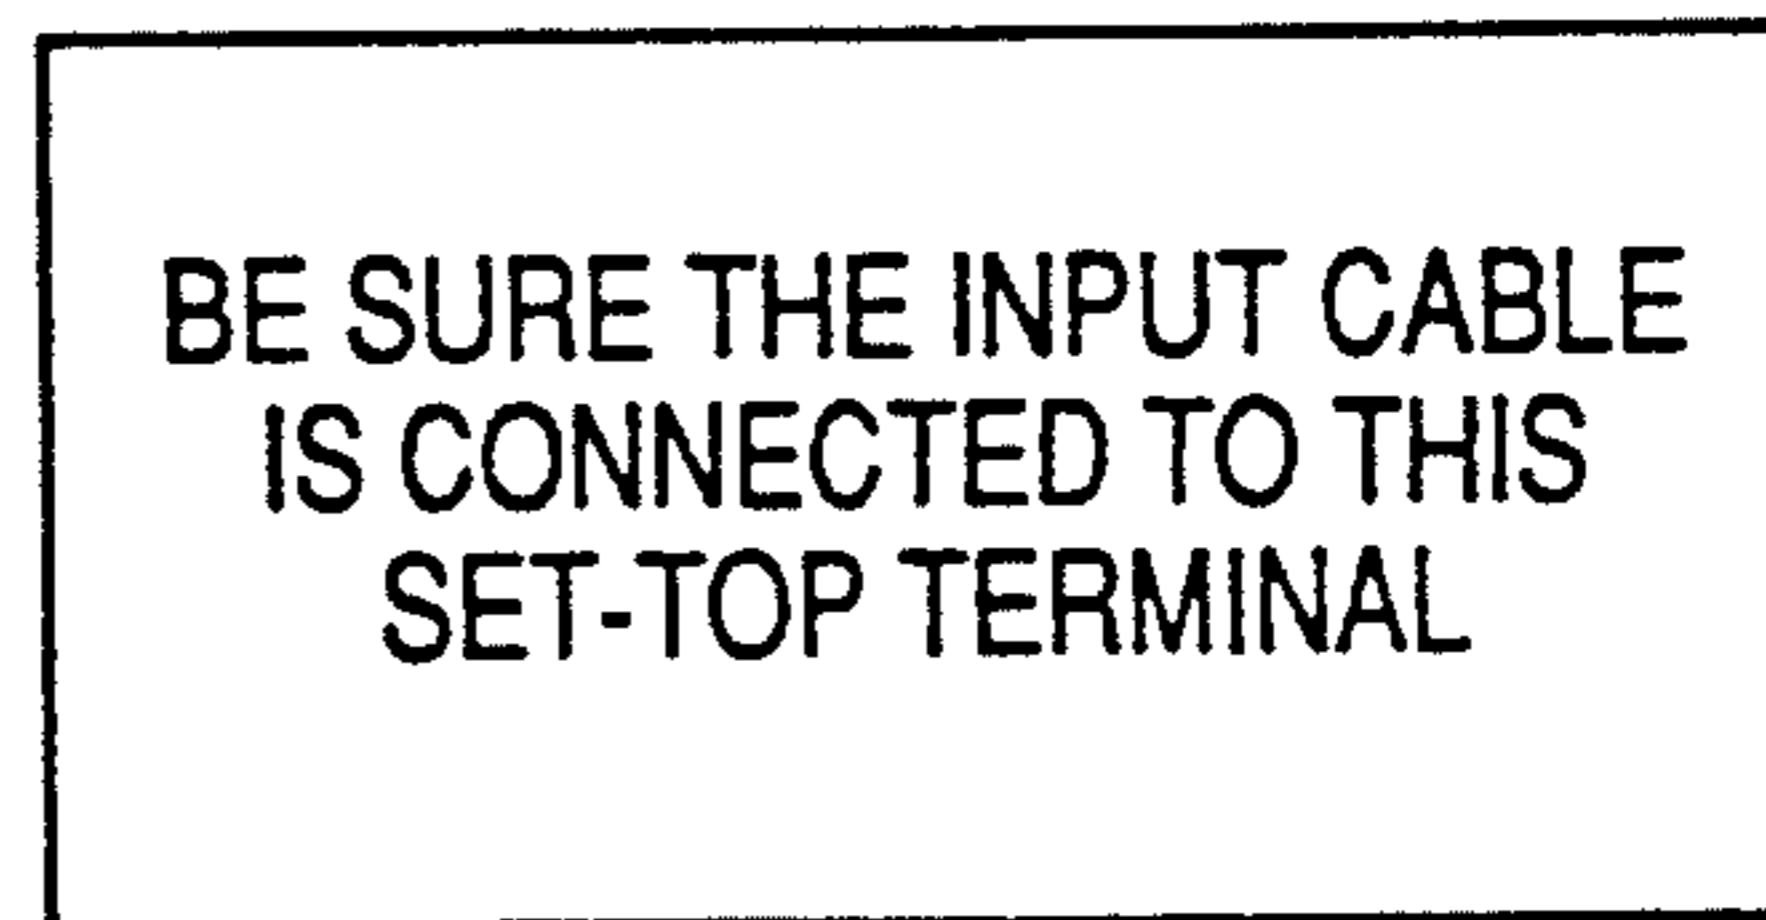 BE SURE THE INPUT CABLE
IS CONNECTED TO THIS
SET-TOP TERMINAL